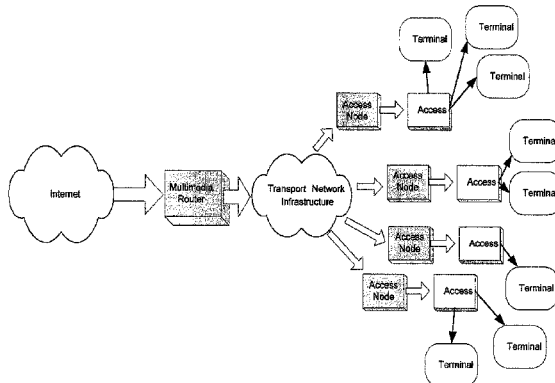 Terminal
Terminal
Terminal
Access
Node
Access
Terminal
Internet
Multimedia
Router
Transport Network
Infrastructure
Access
Node
Access
Terminal
Access
Node
Access
Access
Node
Access
Terminal
Terminal
Terminal